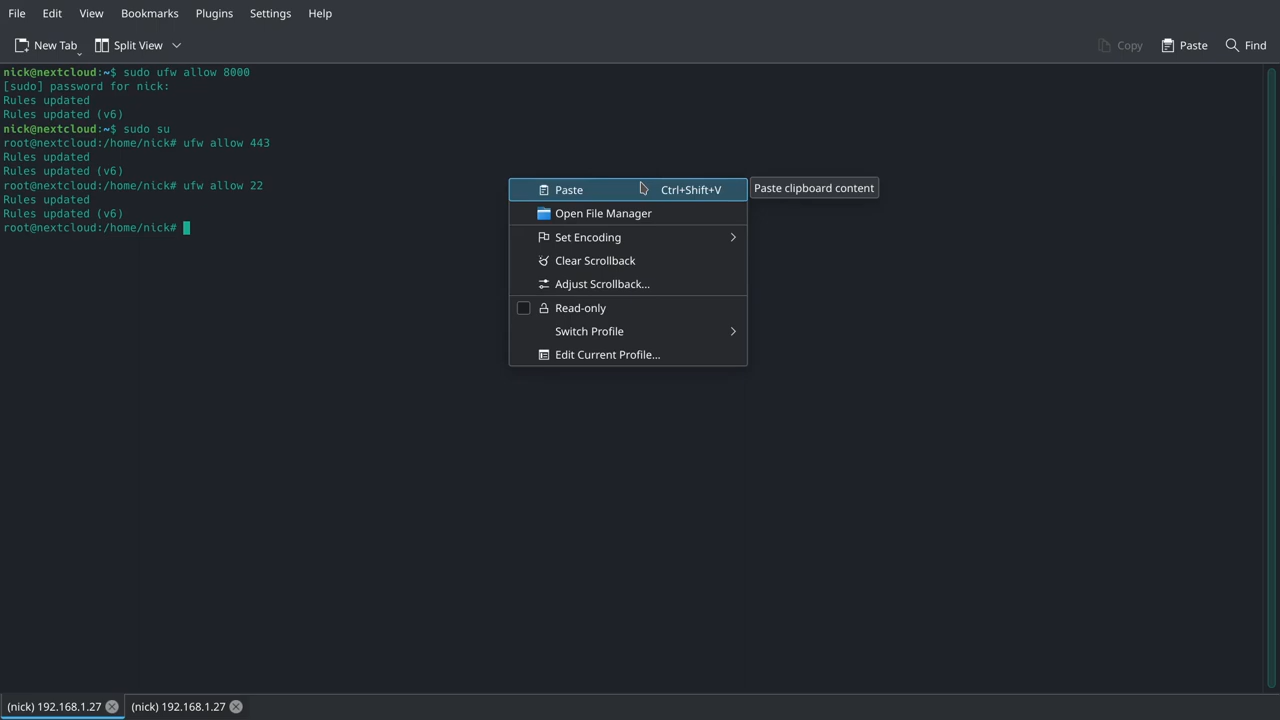 File Edit View Bookmarks Plugins Settings Help
New Tab Split View Copy Paste Find
nick@nextcloud:~$ sudo ufw allow 8000
[sudo] password for nick:
Rules updated
Rules updated (v6)
nick@nextcloud:~$ sudo su
root@nextcloud:/home/nick# ufw allow 443
Rules updated
Rules updated (v6)
root@nextcloud:/home/nick# ufw allow 22
Rules updated
Rules updated (v6)
root@nextcloud:/home/nick#
Paste Ctrl+Shift+V
Paste clipboard content
Open File Manager
Set Encoding
Clear Scrollback
Adjust Scrollback...
Read-only
Switch Profile
Edit Current Profile...
(nick) 192.168.1.27 (nick) 192.168.1.27